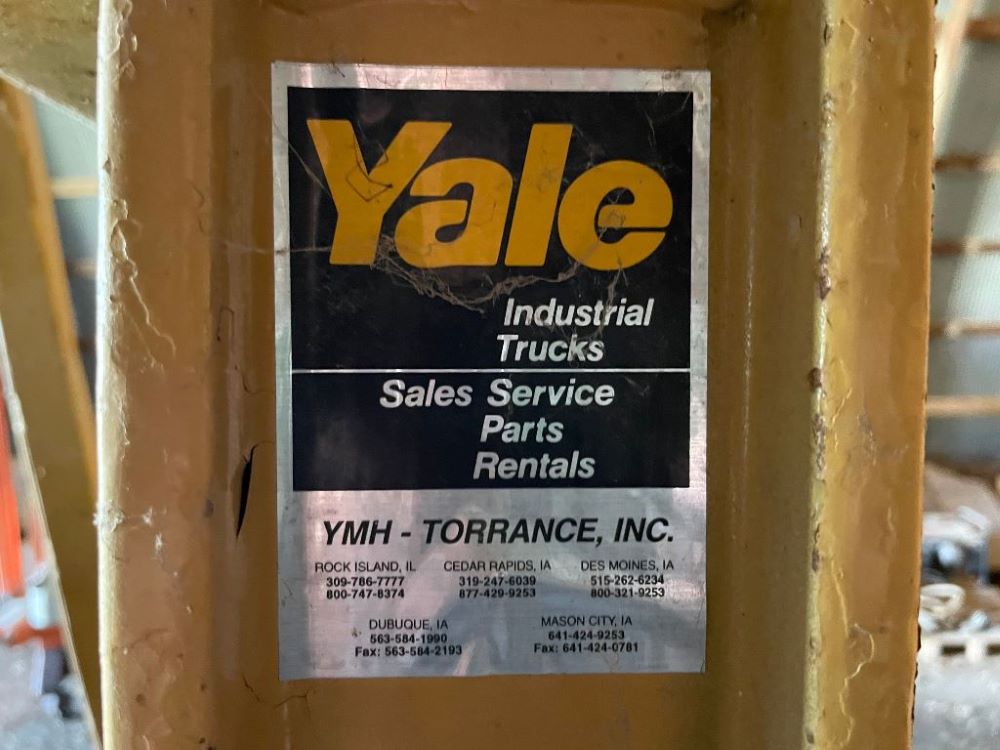 Yale
Industrial
Trucks
Sales Service
Parts
Rentals
YMH - TORRANCE, INC.
ROCK ISLAND, IL CEDAR RAPIDS, IA DES MOINES, IA
309-786-7777 319-247-6039 515-262-6234
800-747-8374 877-429-9253 800-321-9253
DUBUQUE, IA MASON CITY, IA
563-584-1990 641-424-9253
Fax: 563-584-2193 Fax: 641-424-0781